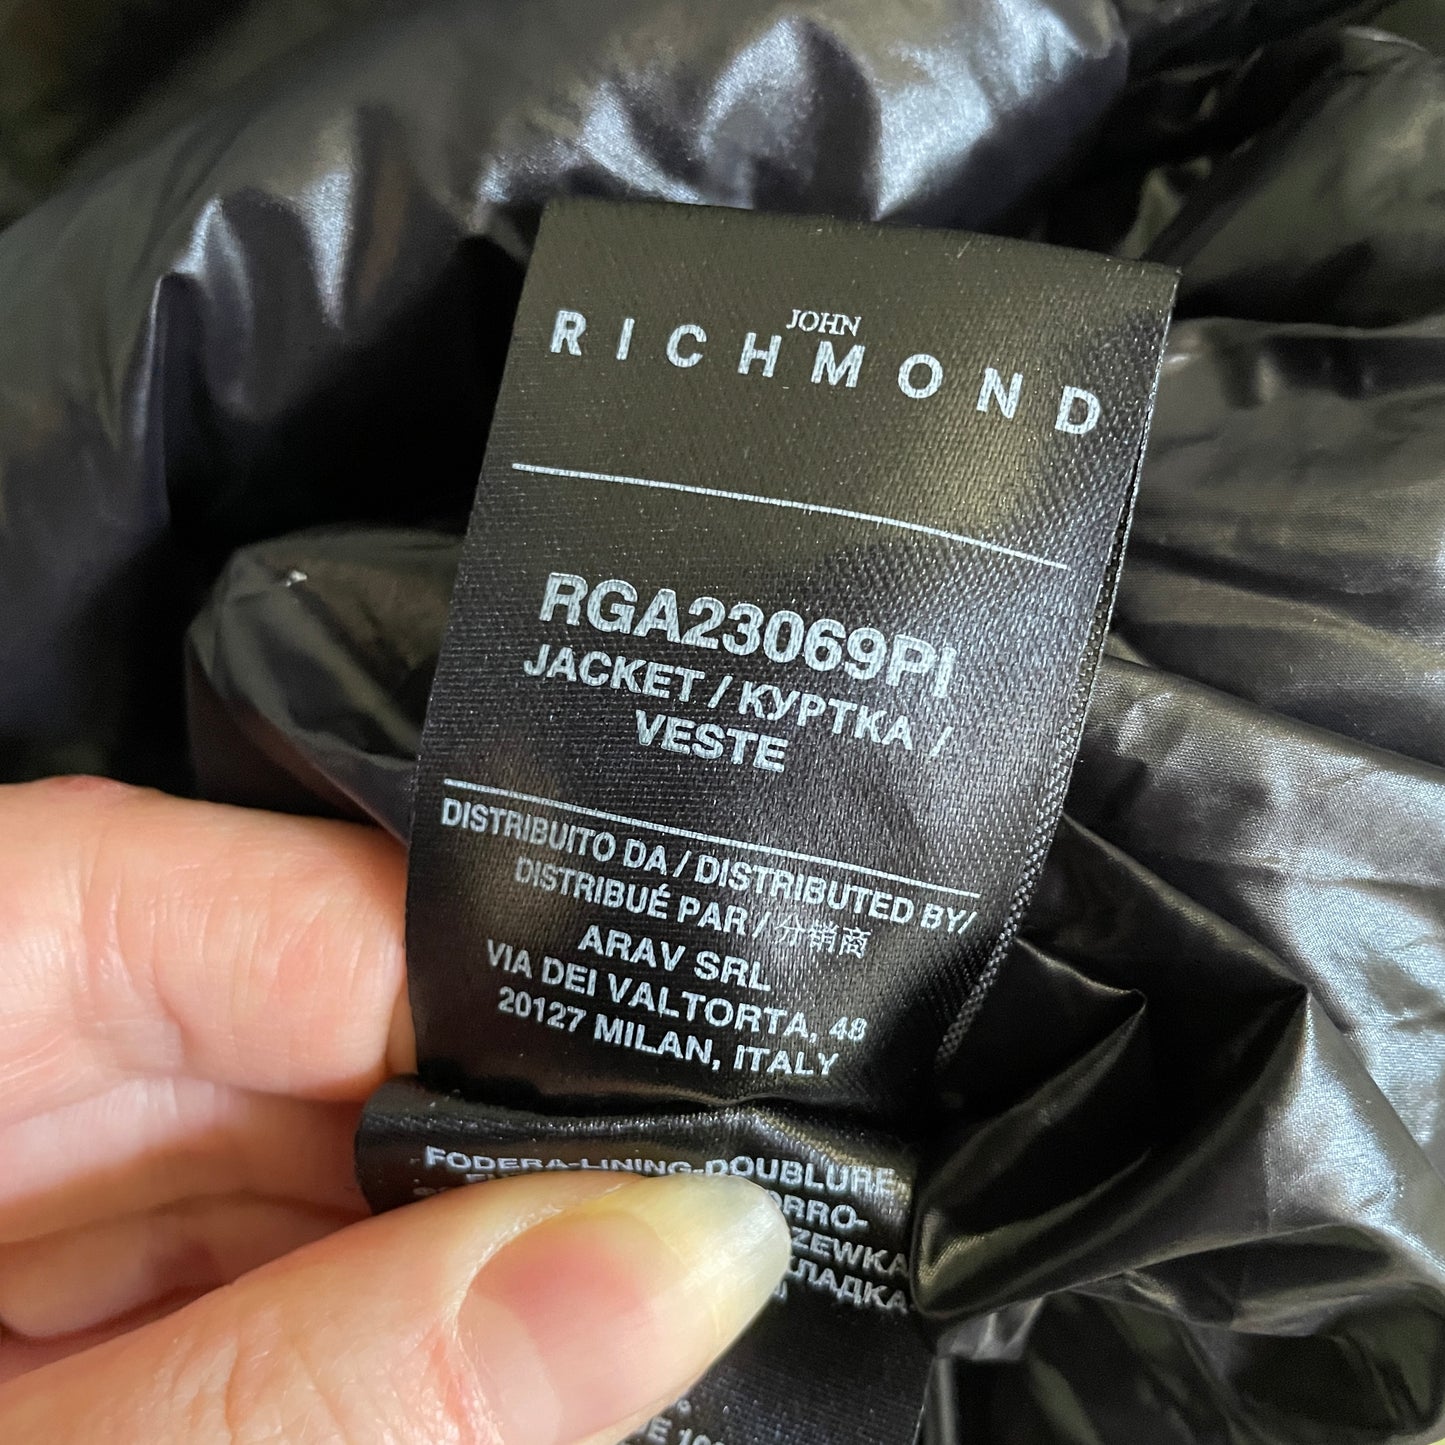 JOHN
RICHMOND
RGA23069PI
JACKET / КУРТКА /
VESTE
DISTRIBUITO DA / DISTRIBUTED BY/
DISTRIBUÉ PAR / 分销商
ARAV SRL
VIA DEI VALTORTA, 48
20127 MILAN, ITALY
FODERA-LINING-DOUBLURE